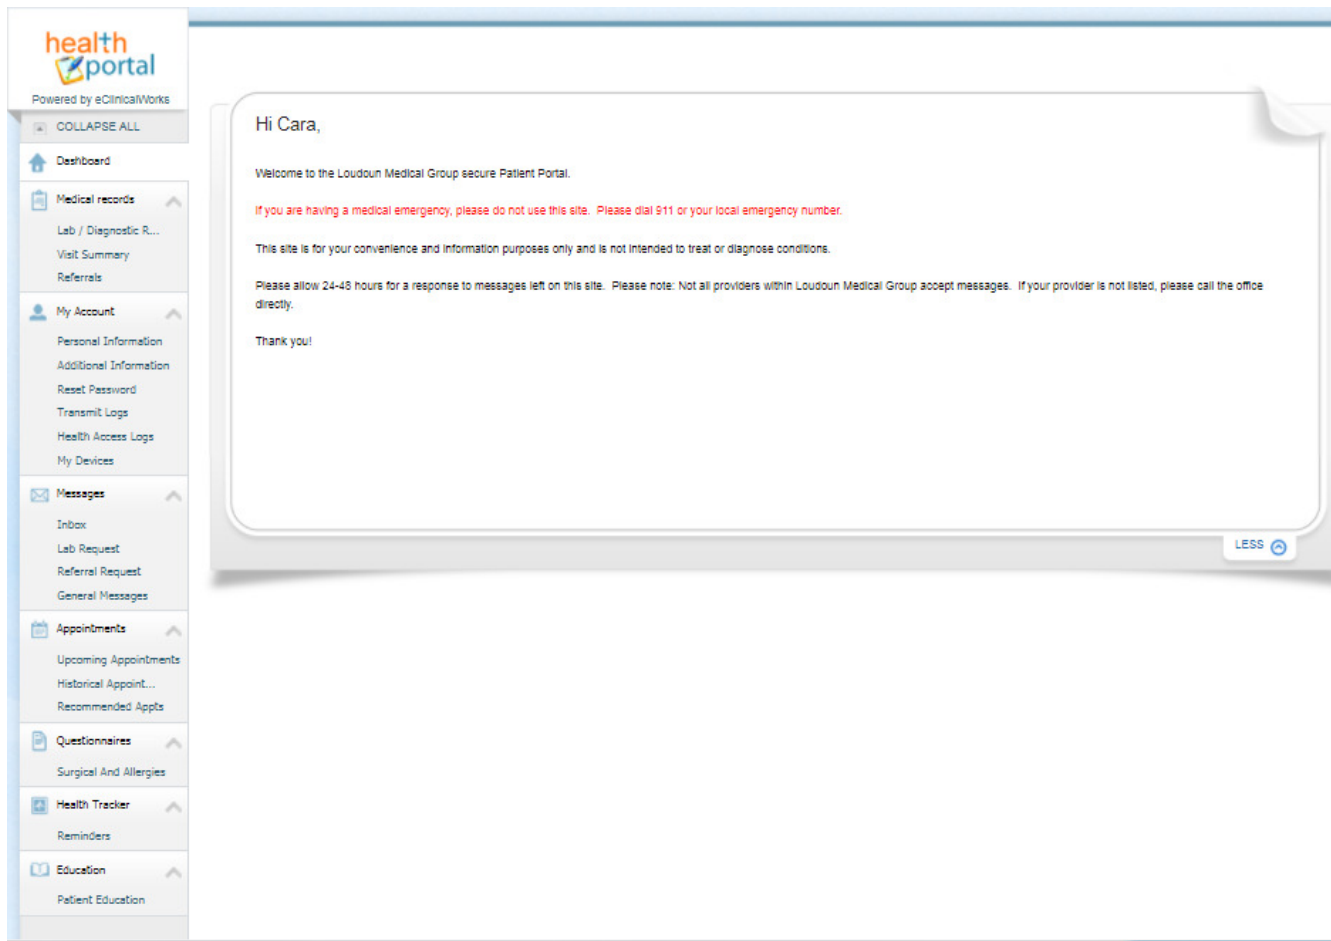 health
portal
Powered by eClinicalWorks
COLLAPSE ALL
Dashboard
Medical records
Lab / Diagnostic R...
Visit Summary
Referrals
My Account
Personal Information
Additional Information
Reset Password
Transmit Logs
Health Access Logs
My Devices
Messages
Inbox
Lab Request
Referral Request
General Messages
Appointments
Upcoming Appointments
Historical Appoint...
Recommended Appts
Questionnaires
Surgical And Allergies
Health Tracker
Reminders
Education
Patient Education
Hi Cara,
Welcome to the Loudoun Medical Group secure Patient Portal.
If you are having a medical emergency, please do not use this site. Please dial 911 or your local emergency number.
This site is for your convenience and information purposes only and is not intended to treat or diagnose conditions.
Please allow 24-48 hours for a response to messages left on this site. Please note: Not all providers within Loudoun Medical Group accept messages. If your provider is not listed, please call the office
directly.
Thank you!
LESS